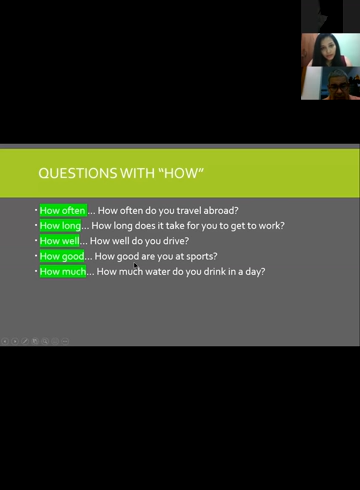 QUESTIONS WITH “HOW”
• How often … How often do you travel abroad?
• How long… How long does it take for you to get to work?
• How well… How well do you drive?
• How good… How good are you at sports?
• How much… How much water do you drink in a day?